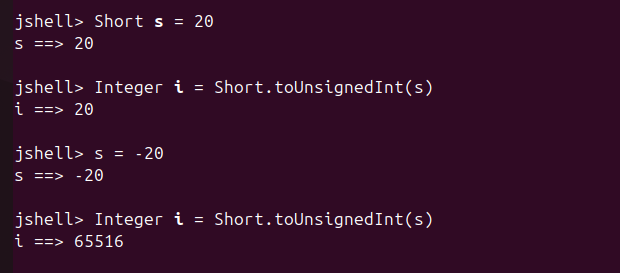 jshell> Short s = 20
s ==> 20
jshell> Integer i = Short.toUnsignedInt(s)
i ==> 20
jshell> s = -20
s ==> -20
jshell> Integer i = Short.toUnsignedInt(s)
i ==> 65516